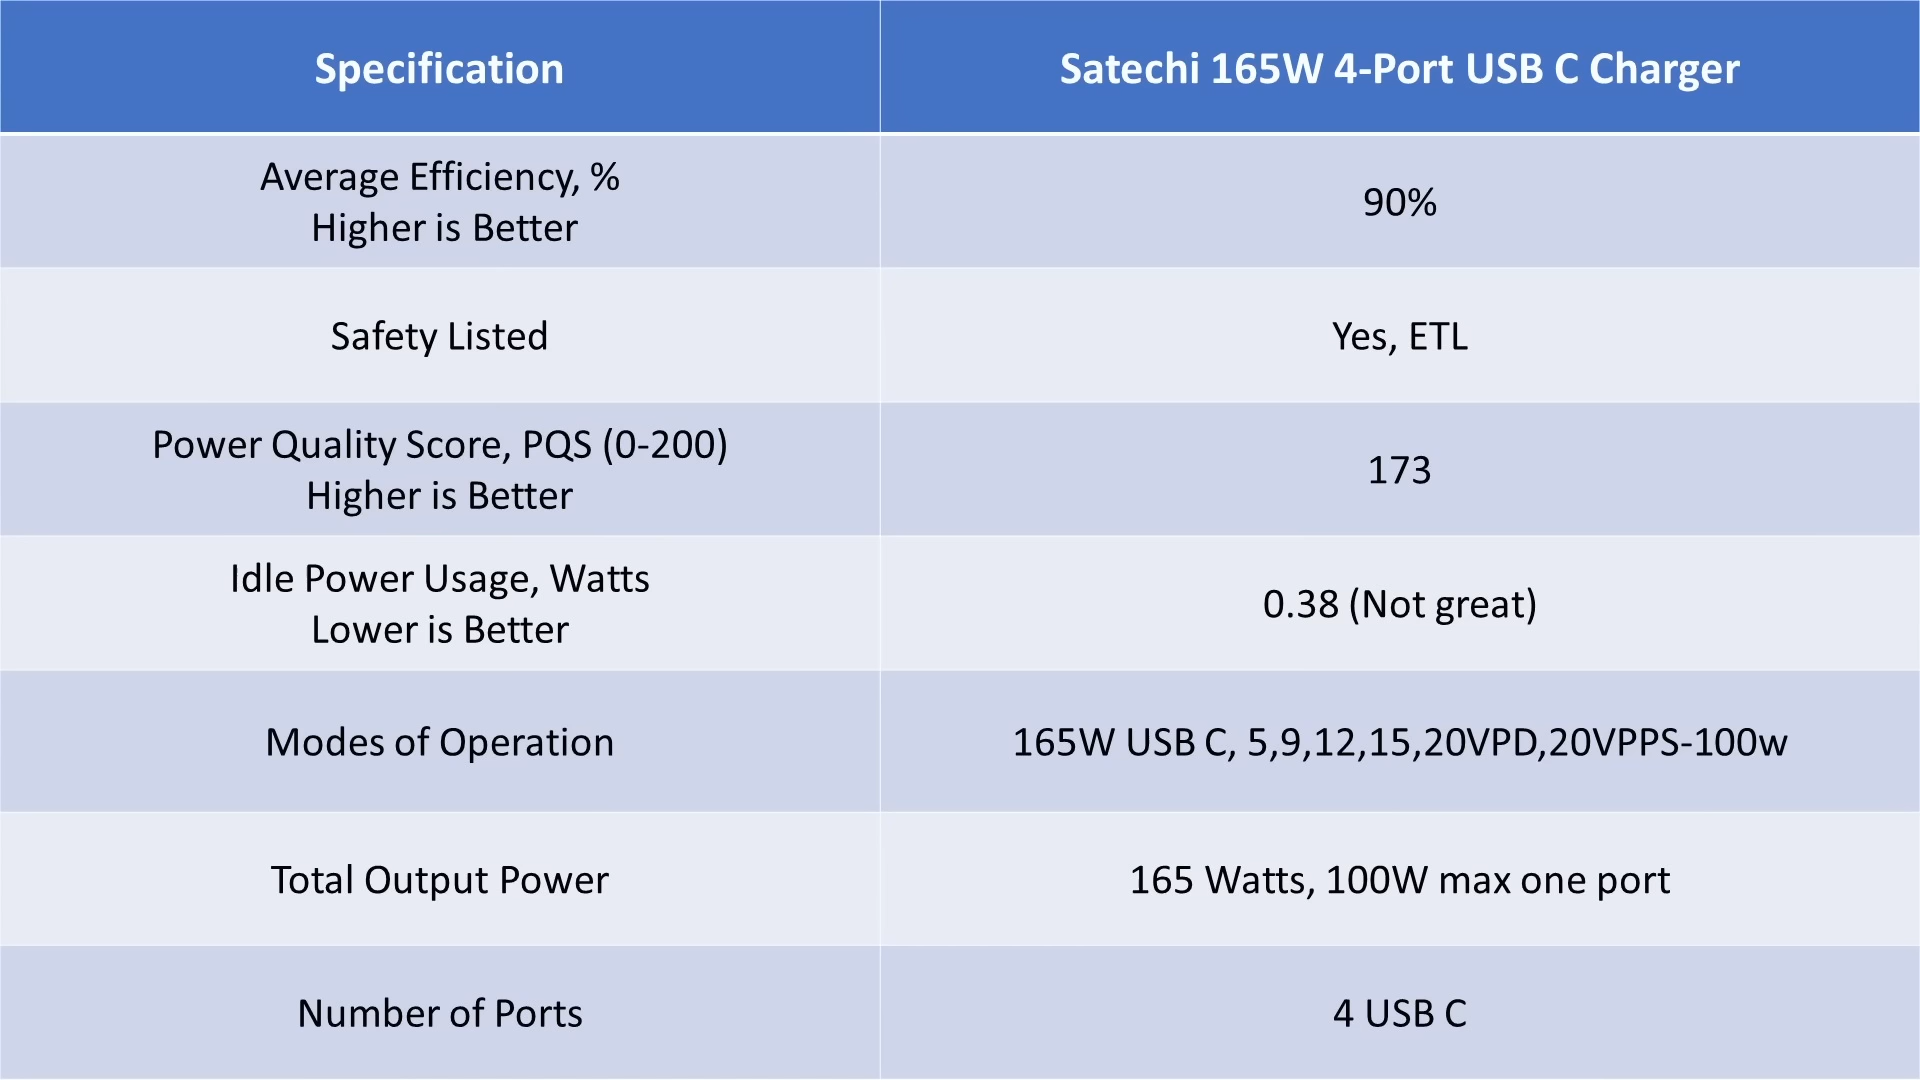 Specification
Satechi 165W 4-Port USB C Charger
Average Efficiency, %
Higher is Better
90%
Safety Listed
Yes, ETL
Power Quality Score, PQS (0-200)
Higher is Better
173
Idle Power Usage, Watts
Lower is Better
0.38 (Not great)
Modes of Operation
165W USB C, 5,9,12,15,20VPD,20VPPS-100w
Total Output Power
165 Watts, 100W max one port
Number of Ports
4 USB C